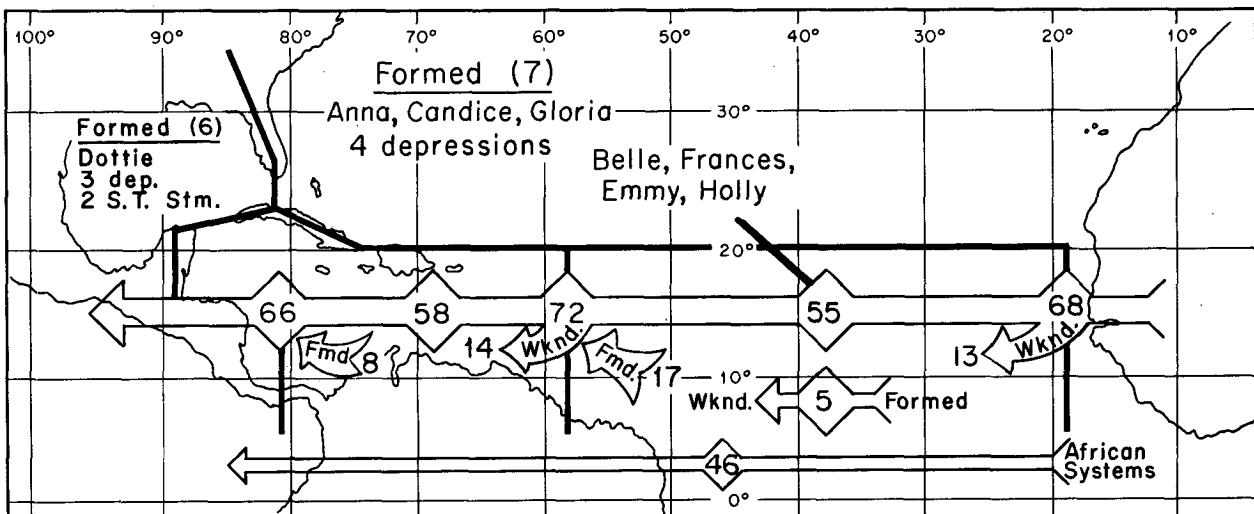 100° 90° 80° 70° 60° 50° 40° 30° 20° 10°
Formed (7)
Anna, Candice, Gloria
4 depressions
30°
Formed (6)
Dottie
3 dep.
2 S.T. Stm.
Belle, Frances,
Emmy, Holly
20°
66 58 72 55 68
Fmd. 8
14 Wknd.
Fmd. 17
13 Wknd.
10°
Wknd. 5 Formed
46
African
Systems
0°